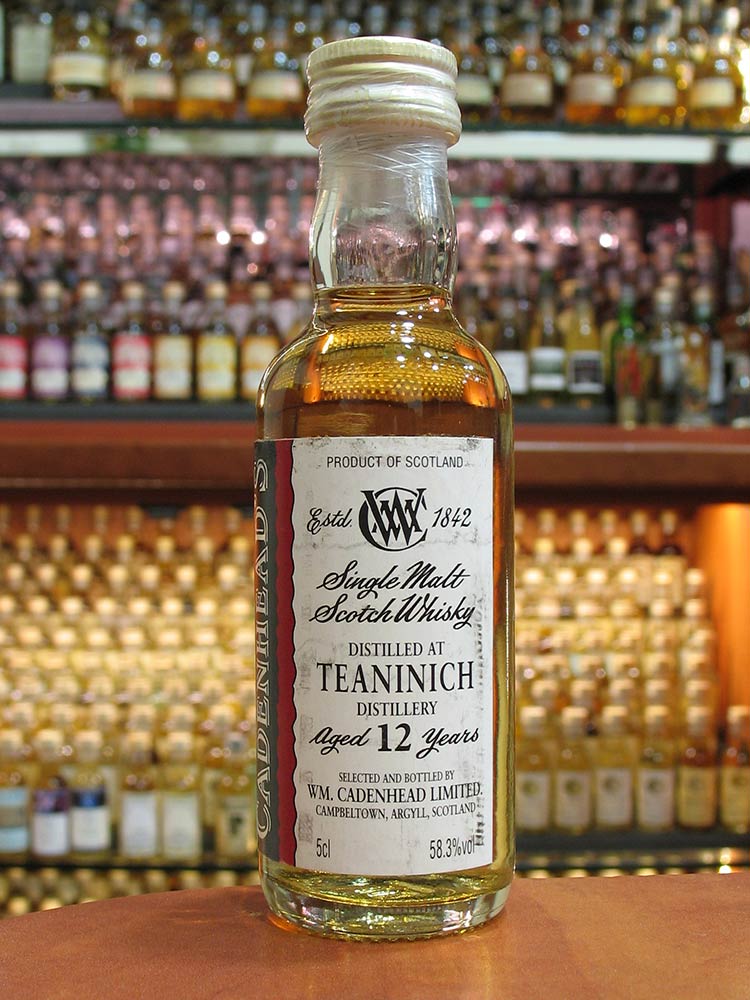 CADENHEAD'S
PRODUCT OF SCOTLAND
Estd. WMC 1842
Single Malt
Scotch Whisky
DISTILLED AT
TEANINICH
DISTILLERY
Aged 12 Years
SELECTED AND BOTTLED BY
WM. CADENHEAD LIMITED.
CAMPBELTOWN, ARGYLL, SCOTLAND
5cl 58.3%vol